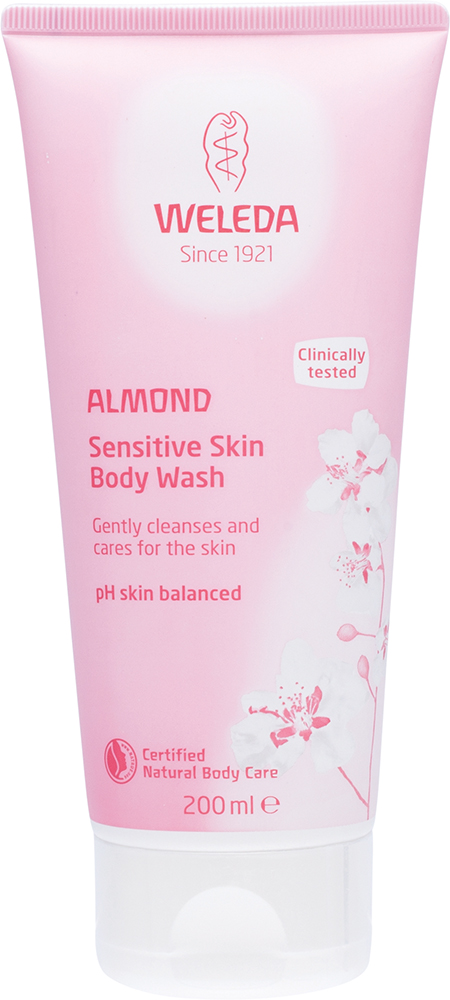 WELEDA
Since 1921
Clinically
tested
ALMOND
Sensitive Skin
Body Wash
Gently cleanses and
cares for the skin
pH skin balanced
Certified
Natural Body Care
200 ml ℮